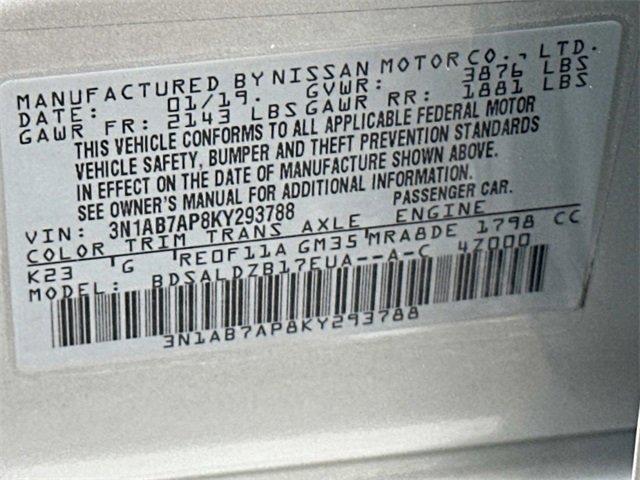 MANUFACTURED BY NISSAN MOTOR CO., LTD.
DATE: 01/19. GVWR: 3876 LBS
GAWR FR: 2143 LBS GAWR RR: 1881 LBS
THIS VEHICLE CONFORMS TO ALL APPLICABLE FEDERAL MOTOR
VEHICLE SAFETY, BUMPER AND THEFT PREVENTION STANDARDS
IN EFFECT ON THE DATE OF MANUFACTURE SHOWN ABOVE.
SEE OWNER'S MANUAL FOR ADDITIONAL INFORMATION.
VIN: 3N1AB7AP8KY293788 PASSENGER CAR.
COLOR TRIM TRANS AXLE ENGINE
K23 G RE0F11A GM35 MRA8DE 1798 CC
MODEL: BDSALDZB17EUA--A-C 4Z000
3N1AB7AP8KY293788